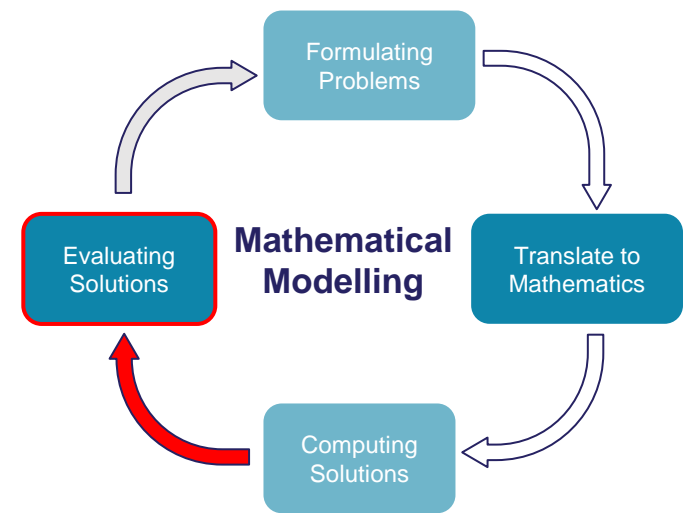 Formulating
Problems
Evaluating
Solutions
Mathematical
Modelling
Translate to
Mathematics
Computing
Solutions